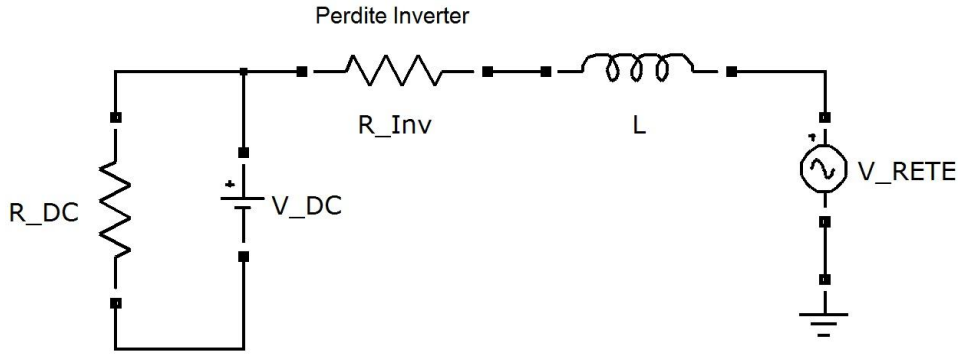 Perdite Inverter
R_Inv
L
R_DC
V_DC
V_RETE